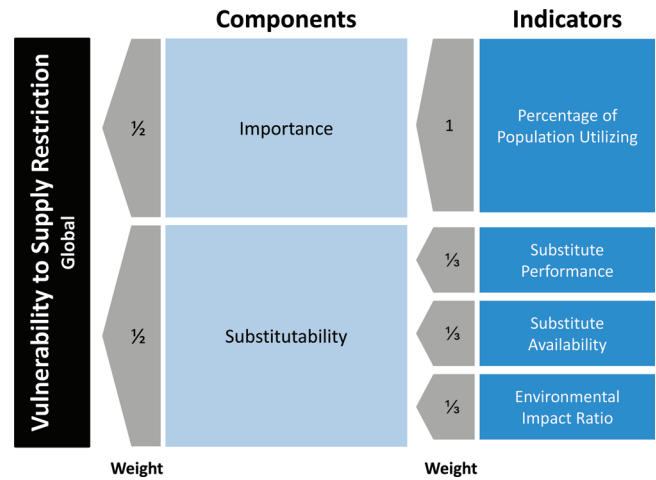 Components
Indicators
Vulnerability to Supply Restriction
Global
½
Importance
1
Percentage of
Population Utilizing
½
Substitutability
⅓
Substitute
Performance
⅓
Substitute
Availability
⅓
Environmental
Impact Ratio
Weight
Weight